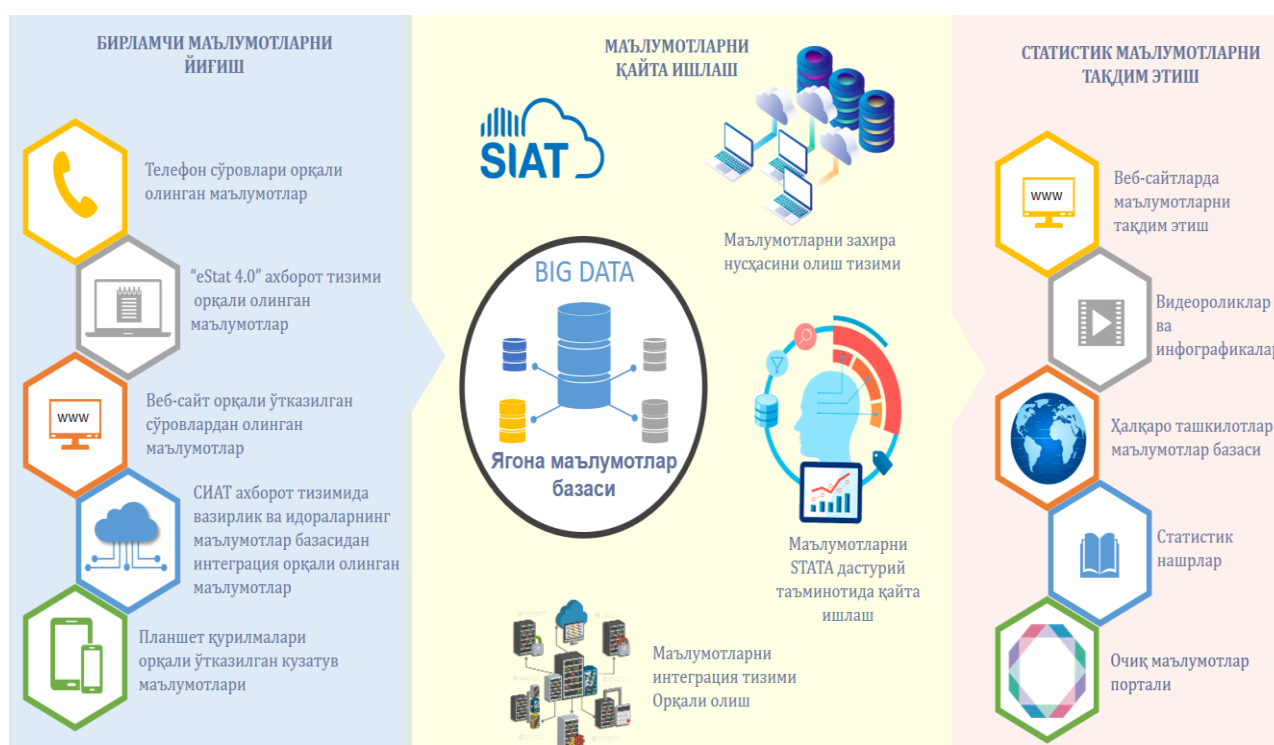 БИРЛАМЧИ МАЪЛУМОТЛАРНИ
ЙИҒИШ
Телефон сўровлари орқали
олинган маълумотлар
“eStat 4.0” ахборот тизими
орқали олинган
маълумотлар
www
Веб-сайт орқали ўтказилган
сўровлардан олинган
маълумотлар
СИАТ ахборот тизимида
вазирлик ва идораларнинг
маълумотлар базасидан
интеграция орқали олинган
маълумотлар
Планшет қурилмалари
орқали ўтказилган кузатув
маълумотлари
МАЪЛУМОТЛАРНИ
ҚАЙТА ИШЛАШ
SIAT
Маълумотларни захира
нусҳасини олиш тизими
BIG DATA
Ягона маълумотлар
базаси
Маълумотларни
STATA дастурий
таъминотида қайта
ишлаш
Маълумотларни
интеграция тизими
Орқали олиш
СТАТИСТИК МАЪЛУМОТЛАРНИ
ТАҚДИМ ЭТИШ
www
Веб-сайтларда
маълумотларни
тақдим этиш
Видеороликлар
ва
инфографикалар
Ҳалқаро ташкилотлар
маълумотлар базаси
Статистик
нашрлар
Очиқ маълумотлар
портали